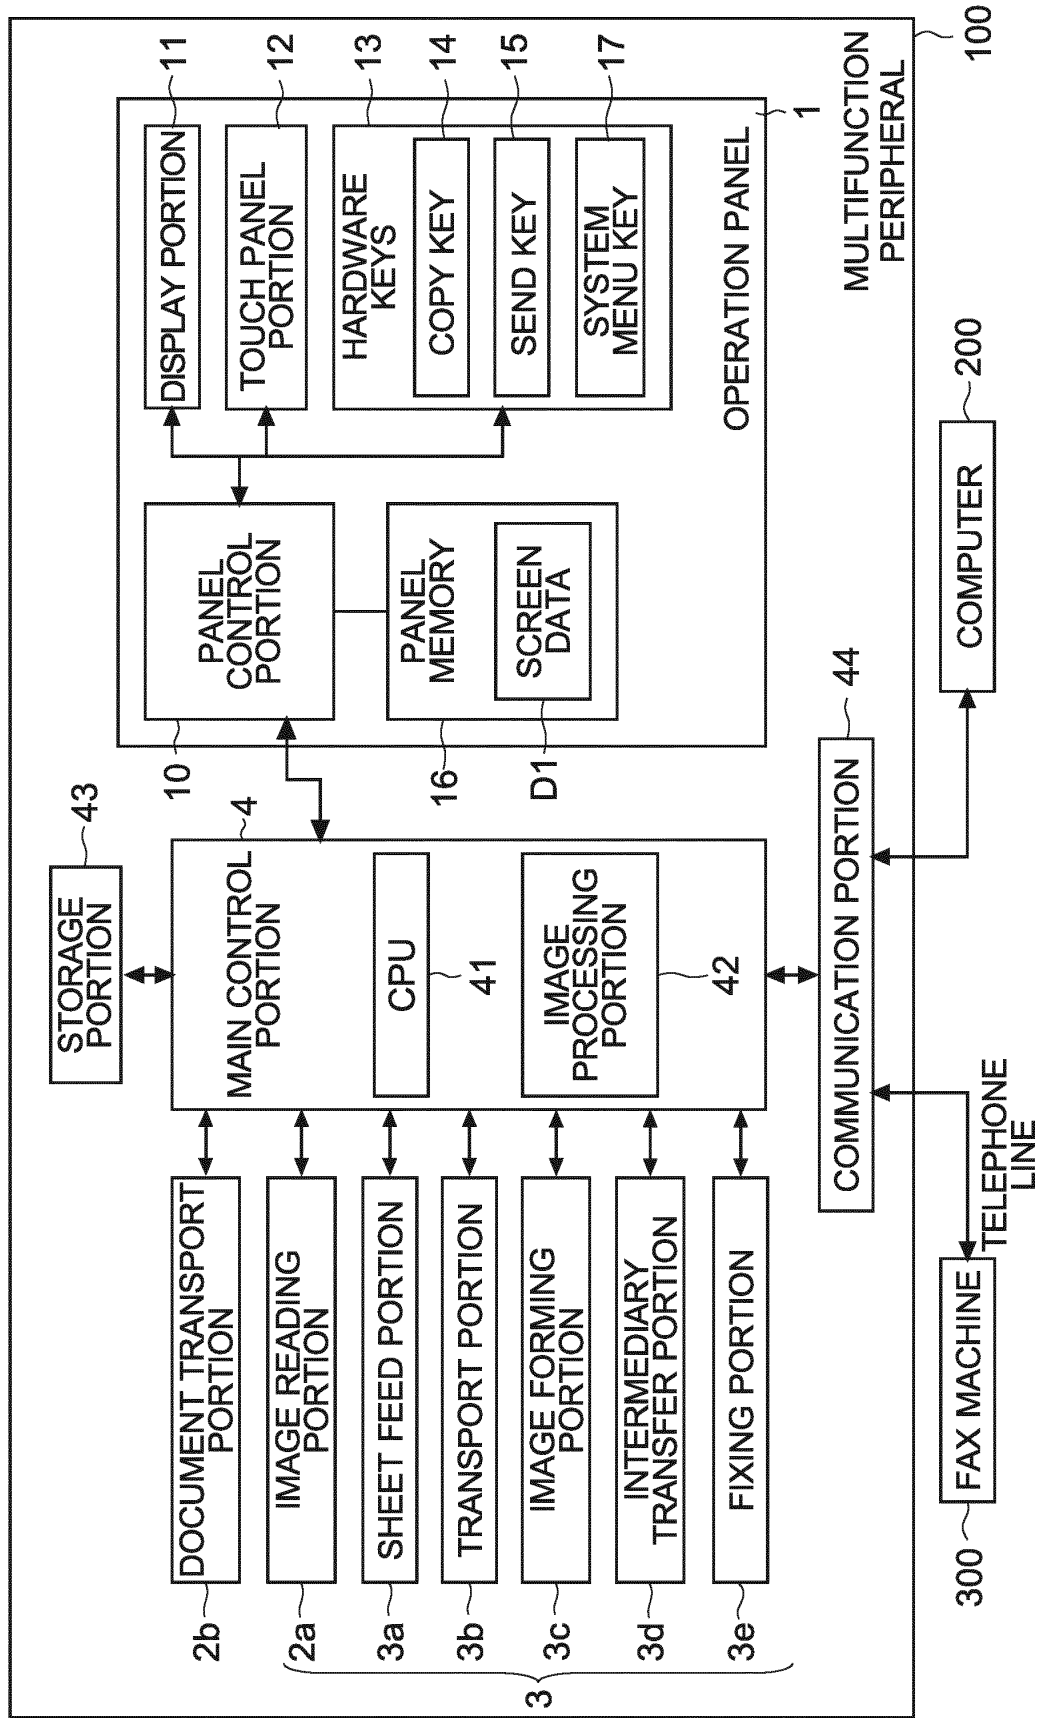 43
STORAGE
PORTION
2b
DOCUMENT TRANSPORT
PORTION
2a
IMAGE READING
PORTION
3a
SHEET FEED PORTION
3b
TRANSPORT PORTION
3c
IMAGE FORMING
PORTION
3d
INTERMEDIARY
TRANSFER PORTION
3e
FIXING PORTION
3
4
MAIN CONTROL
PORTION
CPU
41
IMAGE
PROCESSING
PORTION
42
10
PANEL
CONTROL
PORTION
16
PANEL
MEMORY
SCREEN
DATA
D1
DISPLAY PORTION
11
TOUCH PANEL
PORTION
12
HARDWARE
KEYS
13
COPY KEY
14
SEND KEY
15
SYSTEM
MENU KEY
17
OPERATION PANEL
1
COMMUNICATION PORTION
44
MULTIFUNCTION
PERIPHERAL
100
300
FAX MACHINE
TELEPHONE
LINE
COMPUTER
200